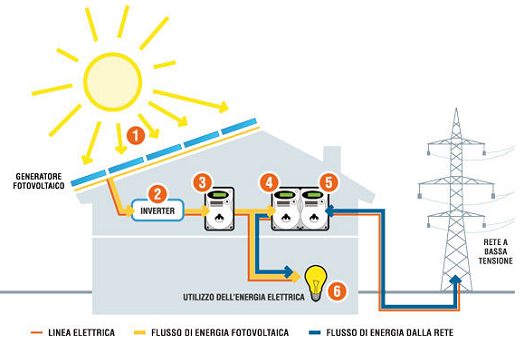 1
GENERATORE
FOTOVOLTAICO
2
INVERTER
3
4
5
RETE A
BASSA
TENSIONE
UTILIZZO DELL'ENERGIA ELETTRICA
6
LINEA ELETTRICA
FLUSSO DI ENERGIA FOTOVOLTAICA
FLUSSO DI ENERGIA DALLA RETE